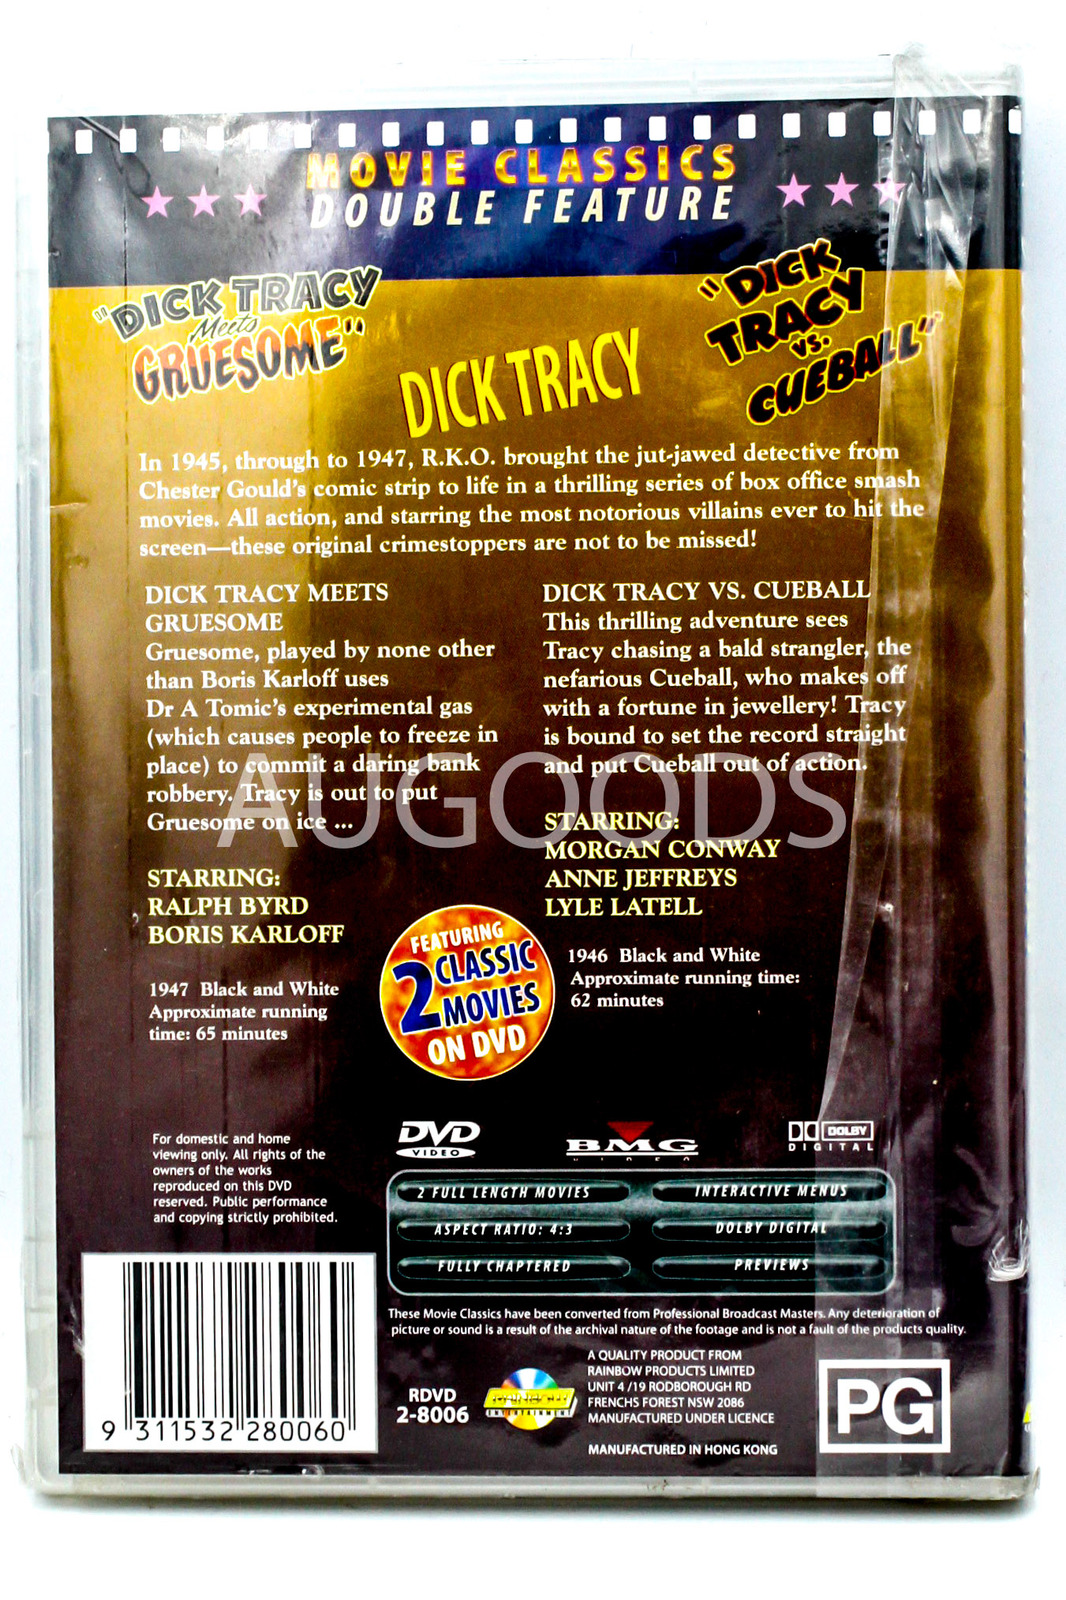 MOVIE CLASSICS
DOUBLE FEATURE
"DICK TRACY
Meets
GRUESOME"
DICK TRACY
"DICK
TRACY
VS.
CUEBALL"
In 1945, through to 1947, R.K.O. brought the jut-jawed detective from
Chester Gould's comic strip to life in a thrilling series of box office smash
movies. All action, and starring the most notorious villains ever to hit the
screen—these original crimestoppers are not to be missed!
DICK TRACY MEETS
GRUESOME
Gruesome, played by none other
than Boris Karloff uses
Dr A Tomic's experimental gas
(which causes people to freeze in
place) to commit a daring bank
robbery. Tracy is out to put
Gruesome on ice ...
STARRING:
RALPH BYRD
BORIS KARLOFF
1947 Black and White
Approximate running
time: 65 minutes
DICK TRACY VS. CUEBALL
This thrilling adventure sees
Tracy chasing a bald strangler, the
nefarious Cueball, who makes off
with a fortune in jewellery! Tracy
is bound to set the record straight
and put Cueball out of action.
STARRING:
MORGAN CONWAY
ANNE JEFFREYS
LYLE LATELL
1946 Black and White
Approximate running time:
62 minutes
AUGOODS
FEATURING
2 CLASSIC
MOVIES
ON DVD
For domestic and home
viewing only. All rights of the
owners of the works
reproduced on this DVD
reserved. Public performance
and copying strictly prohibited.
DVD
VIDEO
BMG
VIDEO
DOLBY
DIGITAL
2 FULL LENGTH MOVIES
INTERACTIVE MENUS
ASPECT RATIO: 4:3
DOLBY DIGITAL
FULLY CHAPTERED
PREVIEWS
These Movie Classics have been converted from Professional Broadcast Masters. Any deterioration of
picture or sound is a result of the archival nature of the footage and is not a fault of the products quality.
9 311532 280060
RDVD
2-8006
RAINBOW
ENTERTAINMENT
A QUALITY PRODUCT FROM
RAINBOW PRODUCTS LIMITED
UNIT 4 /19 RODBOROUGH RD
FRENCHS FOREST NSW 2086
MANUFACTURED UNDER LICENCE
MANUFACTURED IN HONG KONG
PG